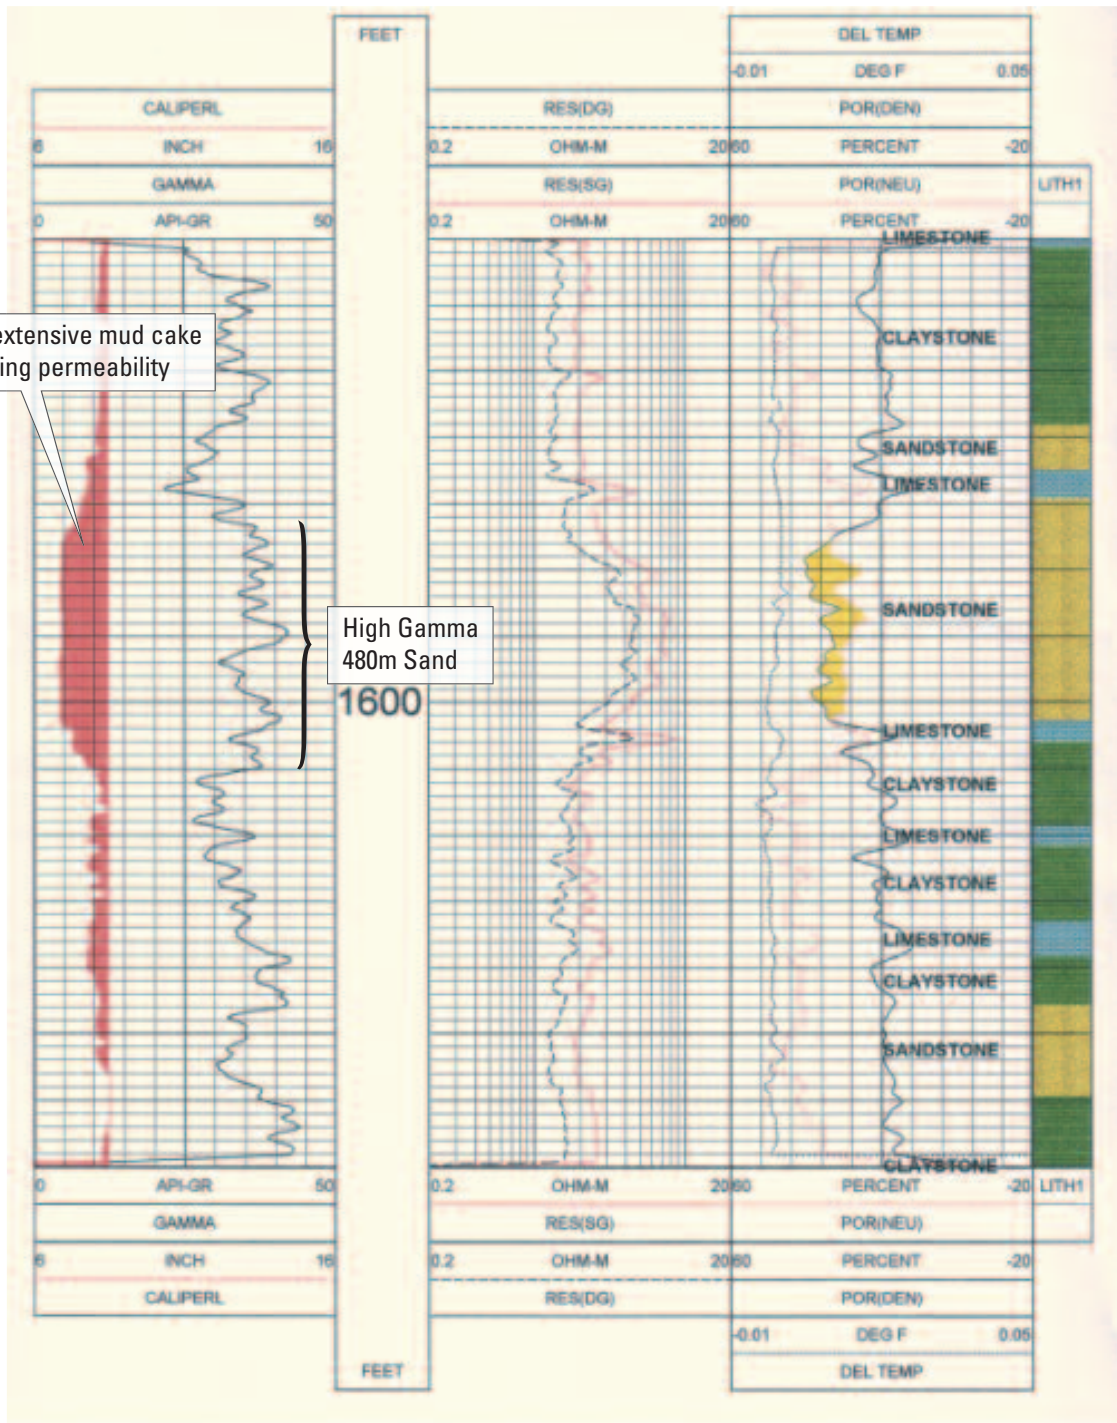 FEET
DEL TEMP
-0.01 DEG F 0.05
CALIPERL RES(DG) POR(DEN)
6 INCH 16 0.2 OHM-M 20 60 PERCENT -20
GAMMA RES(SG) POR(NEU) LITH1
0 API-GR 50 0.2 OHM-M 20 60 PERCENT -20
LIMESTONE
extensive mud cake
ing permeability
CLAYSTONE
SANDSTONE
LIMESTONE
SANDSTONE
High Gamma
480m Sand
1600
LIMESTONE
CLAYSTONE
LIMESTONE
CLAYSTONE
LIMESTONE
CLAYSTONE
SANDSTONE
CLAYSTONE
0 API-GR 50 0.2 OHM-M 20 60 PERCENT -20 LITH1
GAMMA RES(SG) POR(NEU)
6 INCH 16 0.2 OHM-M 20 60 PERCENT -20
CALIPERL RES(DG) POR(DEN)
-0.01 DEG F 0.05
FEET DEL TEMP